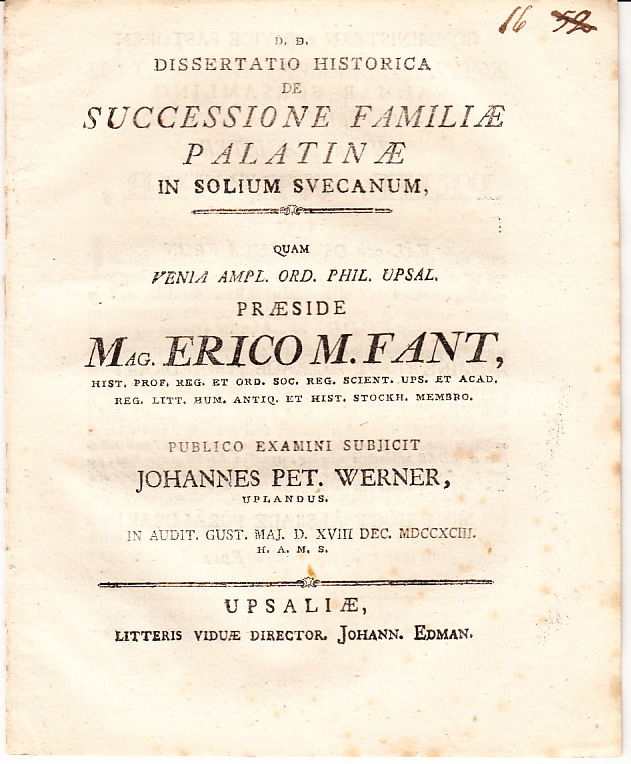 16 52
D. D.
DISSERTATIO HISTORICA
DE
SUCCESSIONE FAMILIÆ
PALATINÆ
IN SOLIUM SVECANUM,
QUAM
VENIA AMPL. ORD. PHIL. UPSAL.
PRÆSIDE
MAG. ERICO M. FANT,
HIST. PROF. REG. ET ORD. SOC. REG. SCIENT. UPS. ET ACAD.
REG. LITT. HUM. ANTIQ. ET HIST. STOCKH. MEMBRO.
PUBLICO EXAMINI SUBJICIT
JOHANNES PET. WERNER,
UPLANDUS.
IN AUDIT. GUST. MAJ. D. XVIII DEC. MDCCXCIII.
H. A. M. S.
UPSALIÆ,
LITTERIS VIDUÆ DIRECTOR. JOHANN. EDMAN.